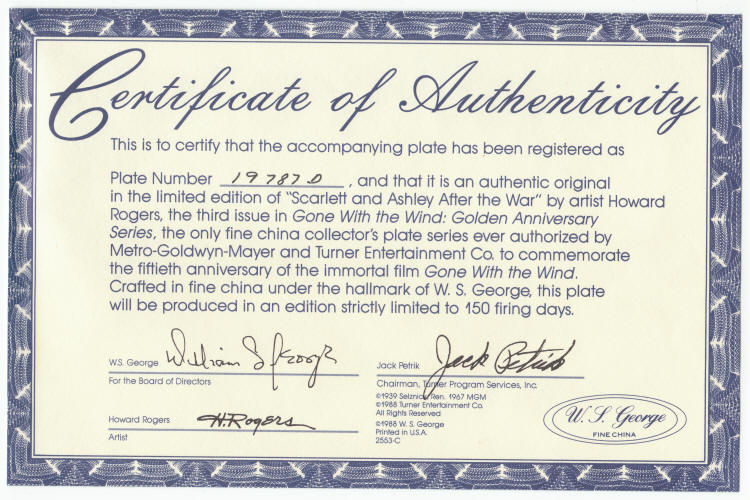 Certificate of Authenticity
This is to certify that the accompanying plate has been registered as
Plate Number 19787D, and that it is an authentic original
in the limited edition of "Scarlett and Ashley After the War" by artist Howard
Rogers, the third issue in Gone With the Wind: Golden Anniversary
Series, the only fine china collector's plate series ever authorized by
Metro-Goldwyn-Mayer and Turner Entertainment Co. to commemorate
the fiftieth anniversary of the immortal film Gone With the Wind.
Crafted in fine china under the hallmark of W. S. George, this plate
will be produced in an edition strictly limited to 150 firing days.
W.S. George William S George
For the Board of Directors
Howard Rogers H. Rogers
Artist
Jack Petrik Jack Petrik
Chairman, Turner Program Services, Inc.
©1939 Selznick Ren. 1967 MGM
©1988 Turner Entertainment Co.
All Rights Reserved
©1988 W. S. George
Printed in U.S.A.
2553-C
W. S. George
FINE CHINA